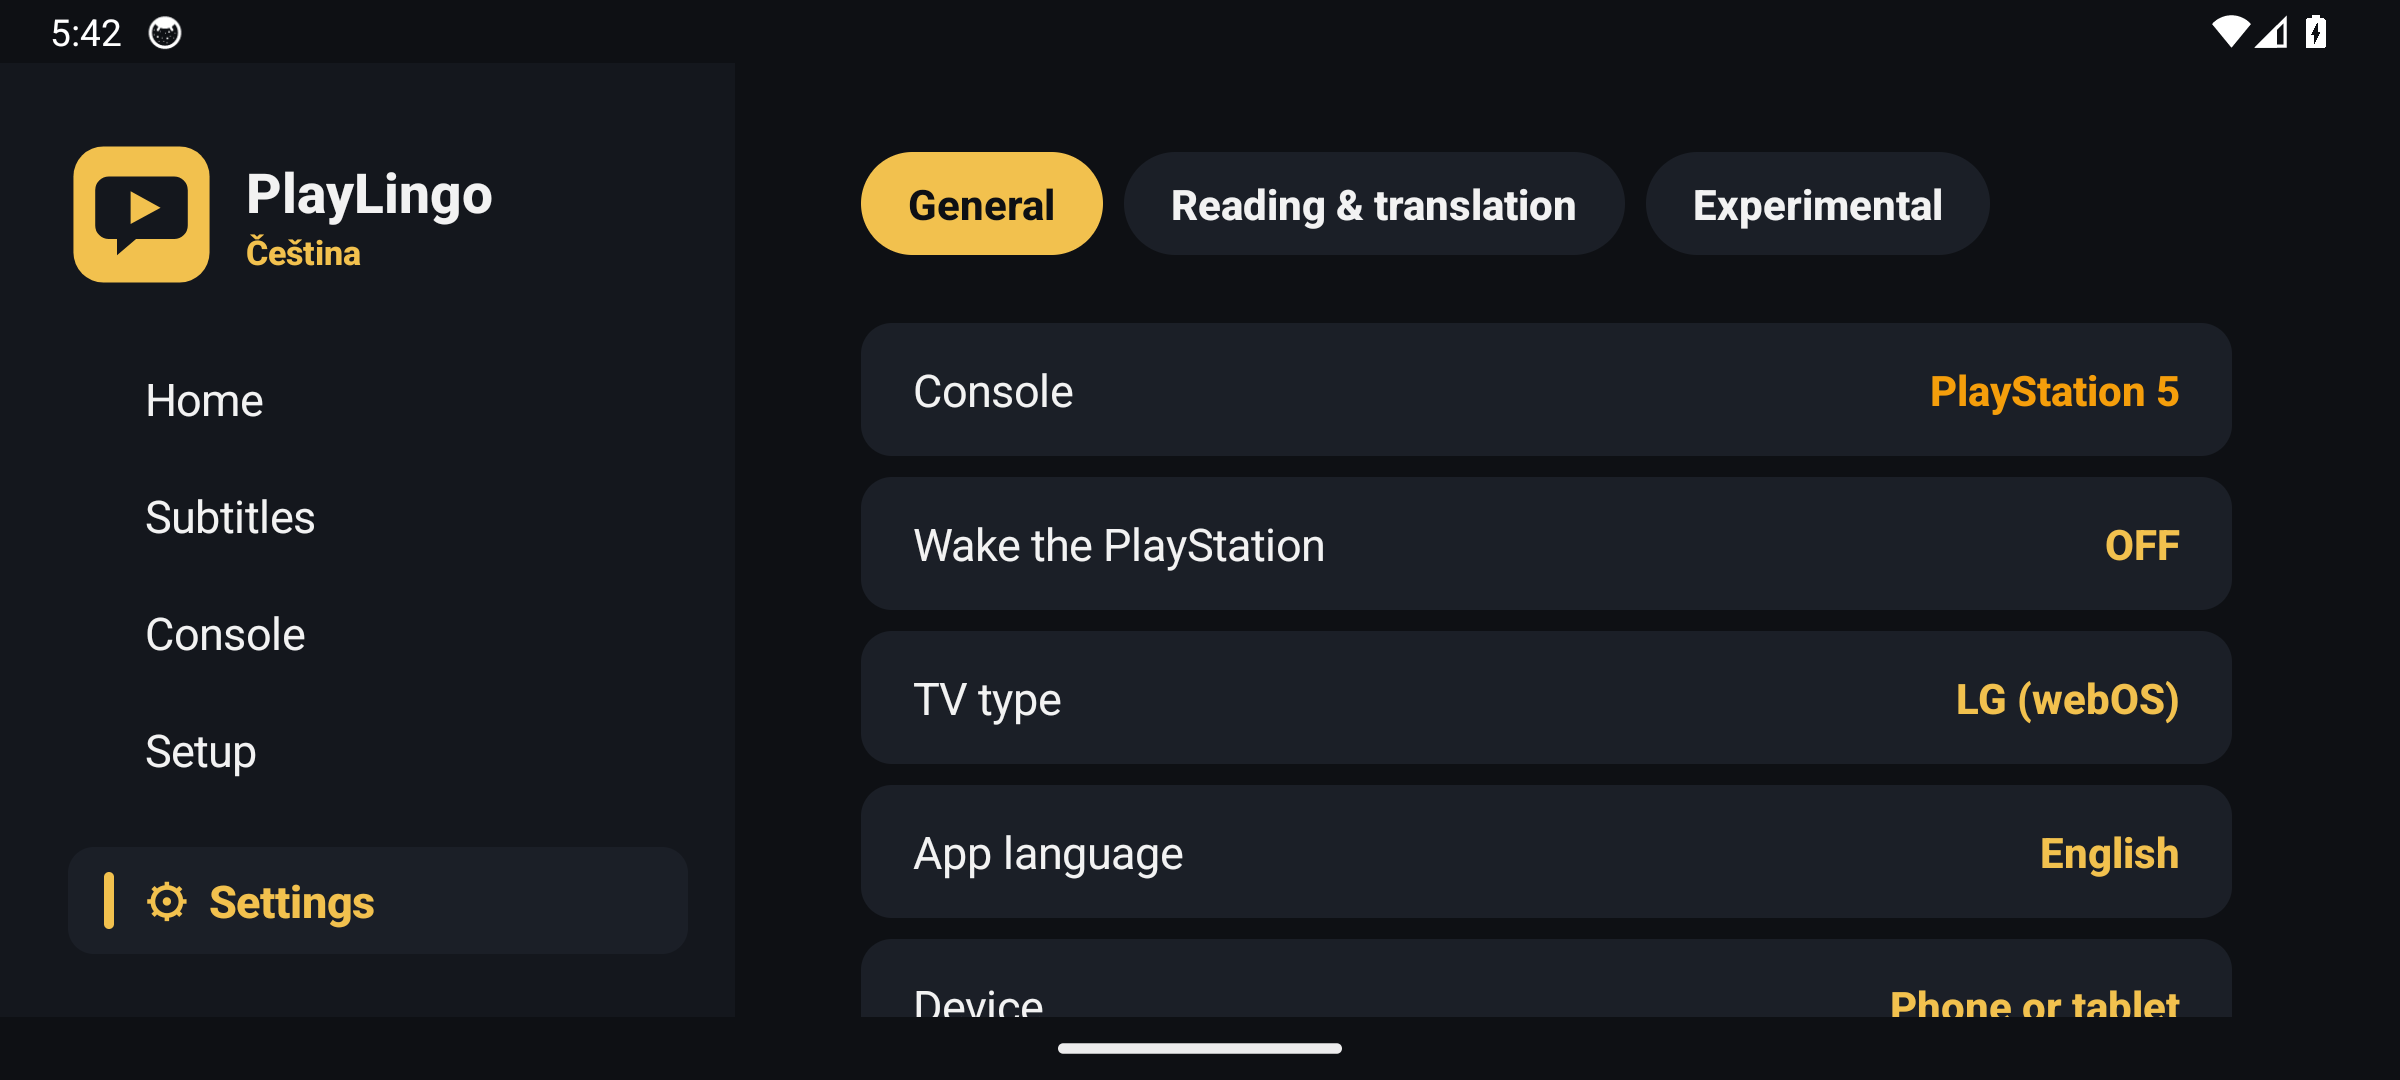 5:42
PlayLingo
Čeština
Home
Subtitles
Console
Setup
Settings
General
Reading & translation
Experimental
Console
PlayStation 5
Wake the PlayStation
OFF
TV type
LG (webOS)
App language
English
Device
Phone or tablet